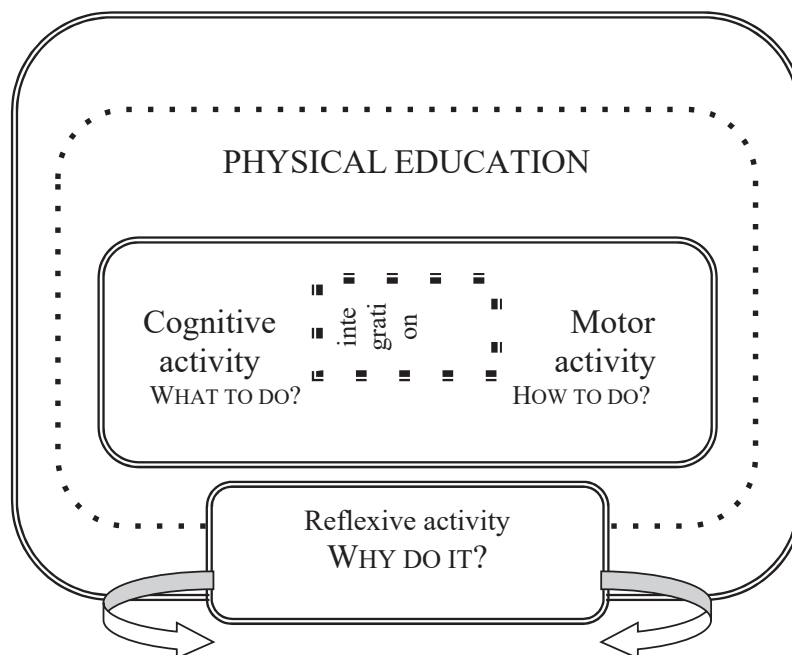 PHYSICAL EDUCATION
Cognitive
activity
WHAT TO DO?
inte
grati
on
Motor
activity
HOW TO DO?
Reflexive activity
WHY DO IT?